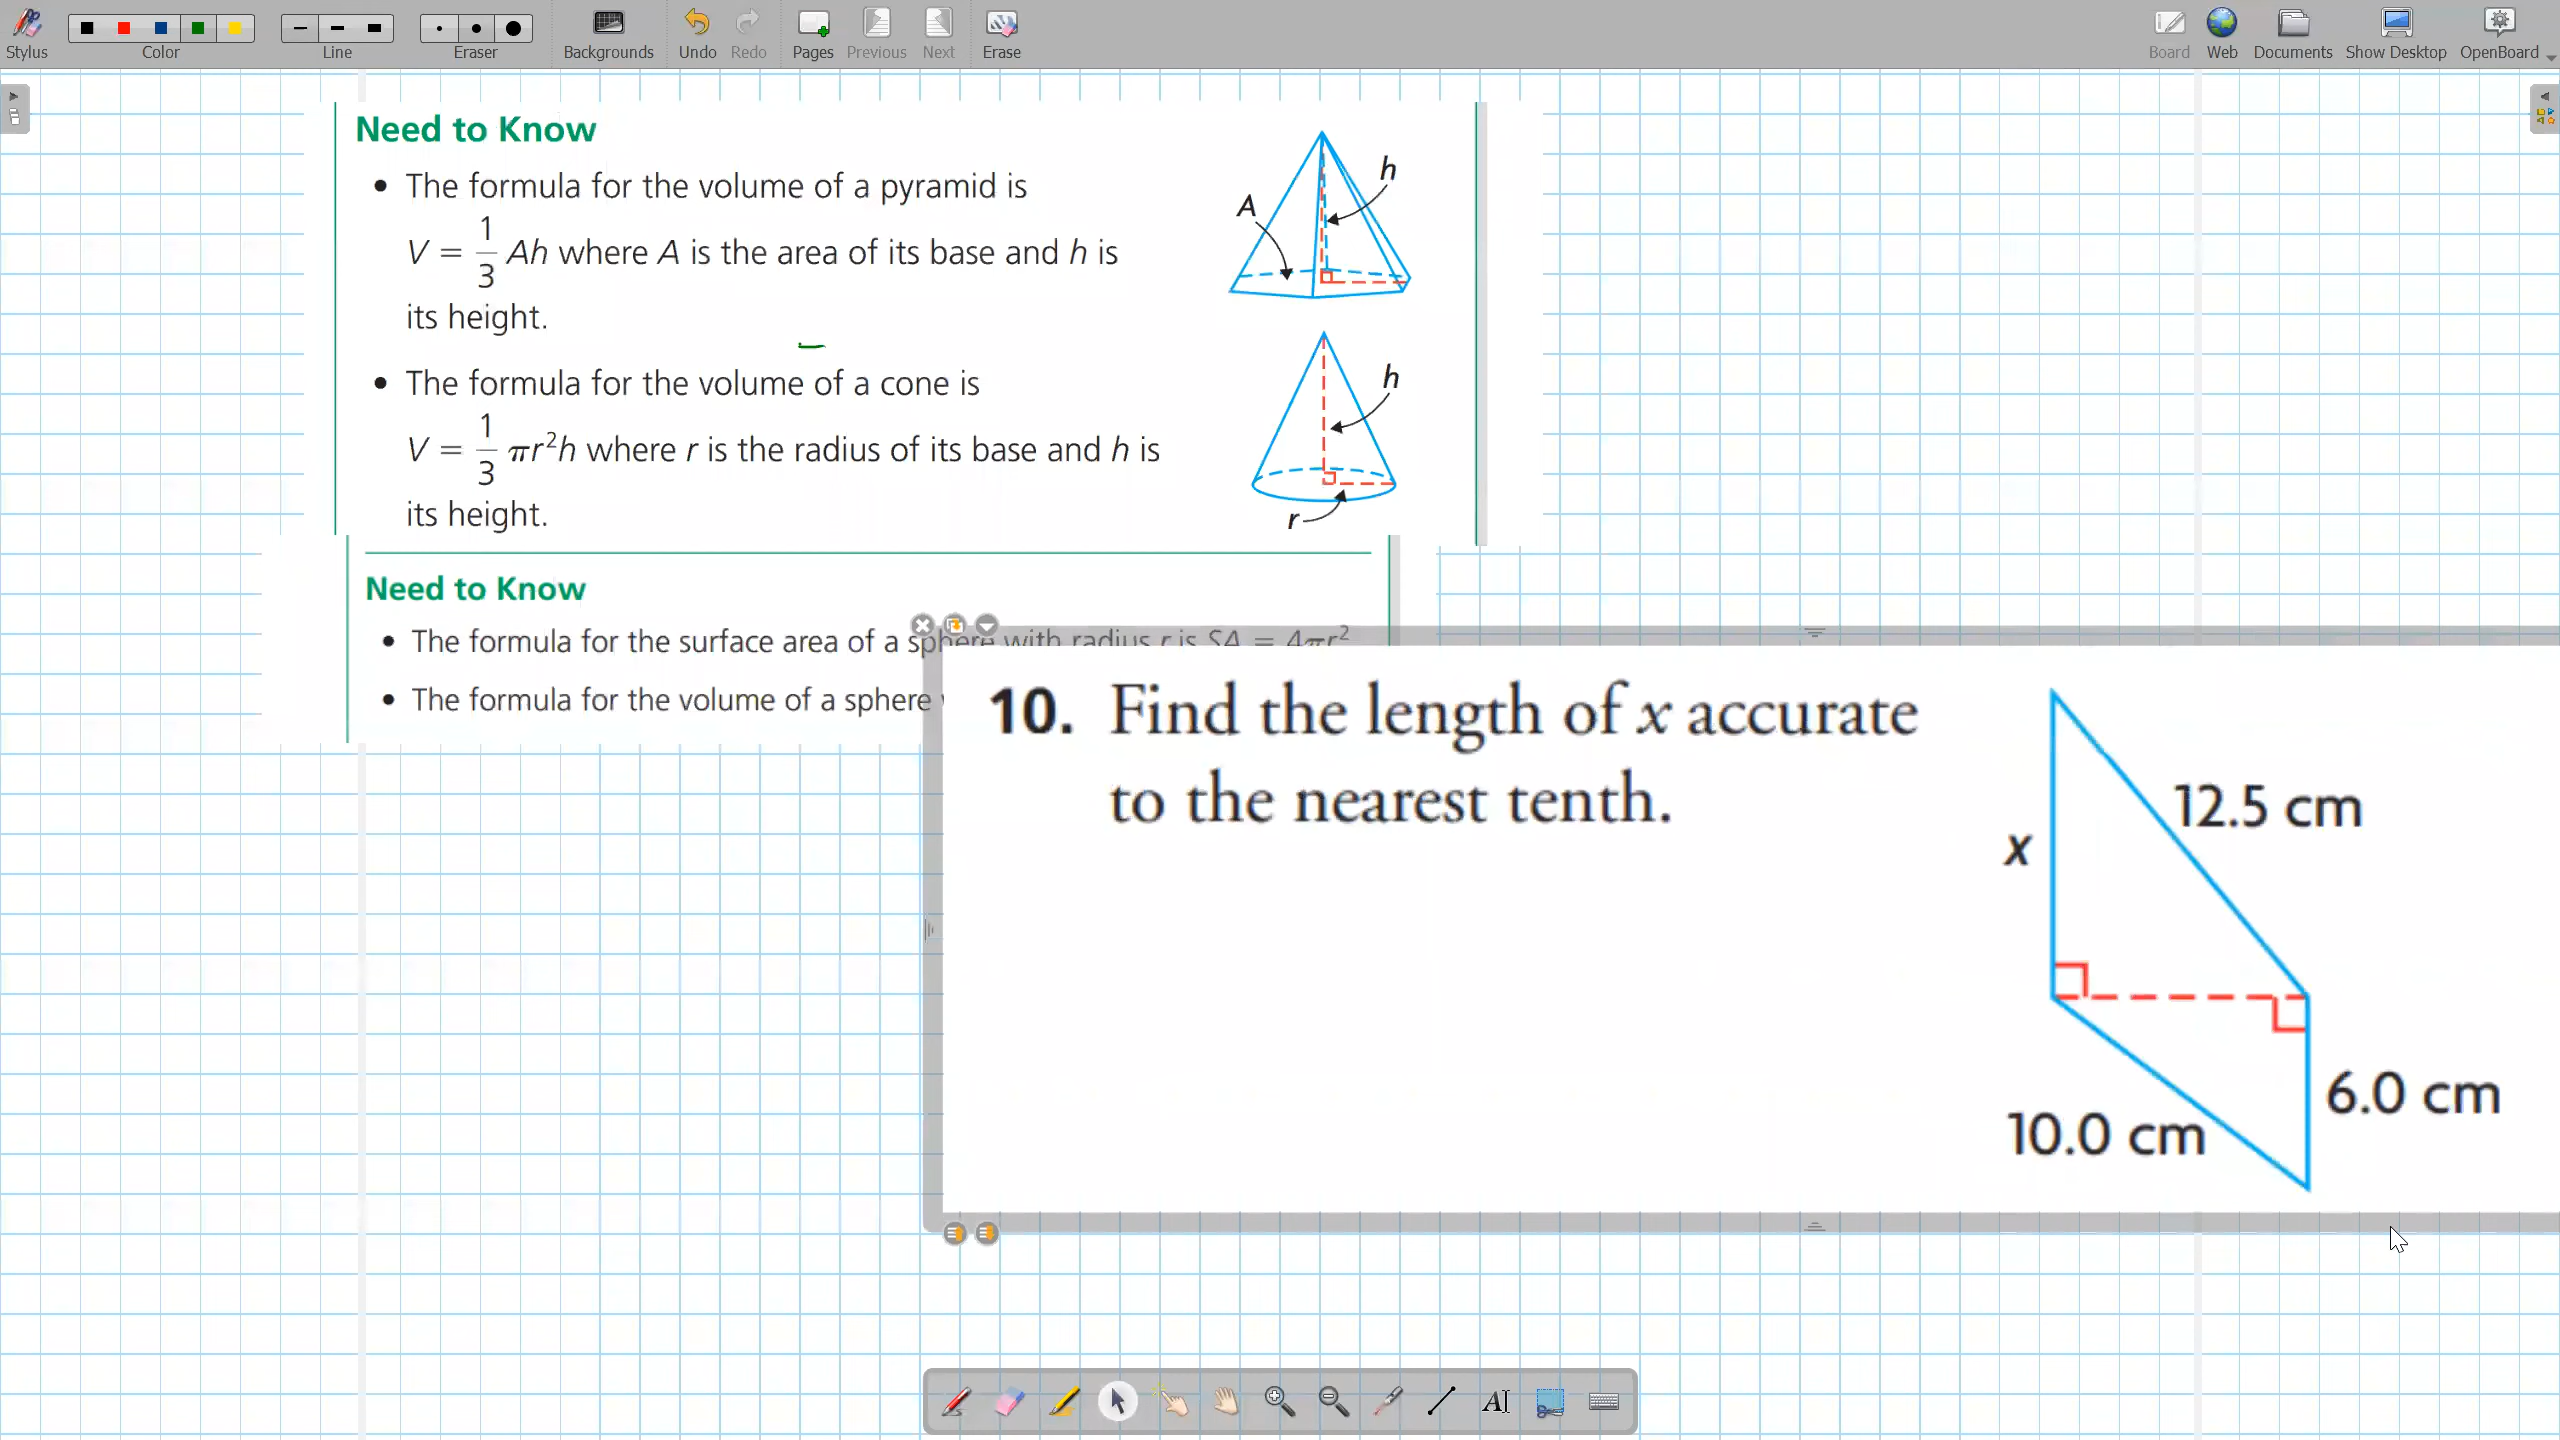 Stylus
Color
Line
Eraser
Backgrounds
Undo
Redo
Pages
Previous
Next
Erase
Board
Web
Documents
Show Desktop
OpenBoard
Need to Know
• The formula for the volume of a pyramid is
V = 1/3 Ah where A is the area of its base and h is
its height.
A
h
• The formula for the volume of a cone is
V = 1/3 πr²h where r is the radius of its base and h is
its height.
h
r
Need to Know
• The formula for the surface area of a sphere with radius r is SA = 4πr²
• The formula for the volume of a sphere
10. Find the length of x accurate
to the nearest tenth.
x
12.5 cm
10.0 cm
6.0 cm
A